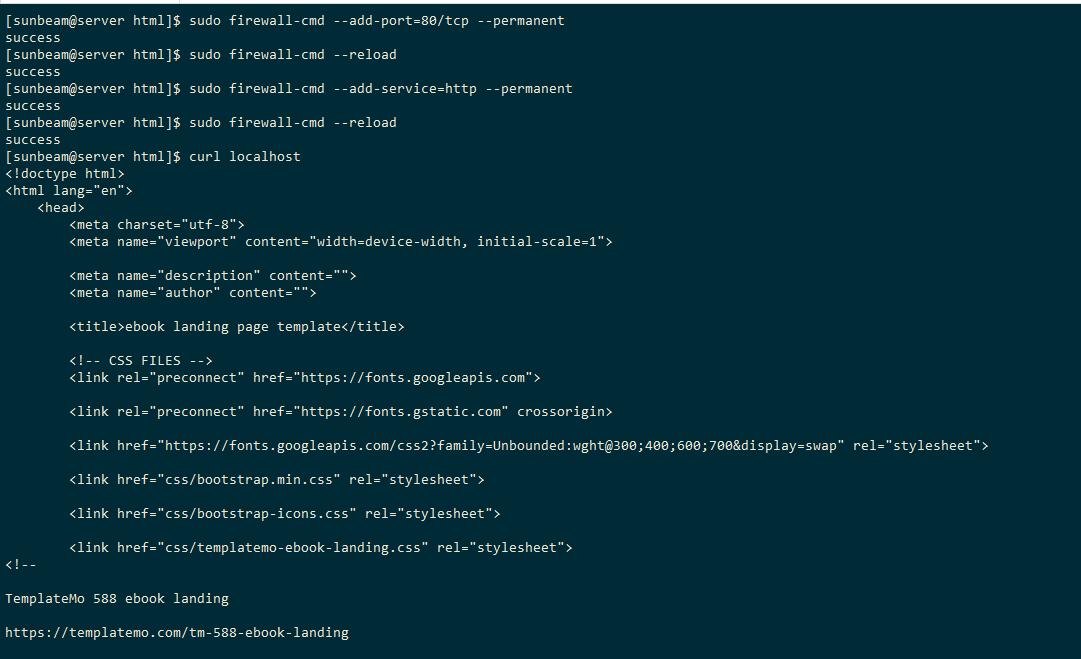 [sunbeam@server html]$ sudo firewall-cmd --add-port=80/tcp --permanent
success
[sunbeam@server html]$ sudo firewall-cmd --reload
success
[sunbeam@server html]$ sudo firewall-cmd --add-service=http --permanent
success
[sunbeam@server html]$ sudo firewall-cmd --reload
success
[sunbeam@server html]$ curl localhost
<!doctype html>
<html lang="en">
    <head>
        <meta charset="utf-8">
        <meta name="viewport" content="width=device-width, initial-scale=1">

        <meta name="description" content="">
        <meta name="author" content="">

        <title>ebook landing page template</title>

        <!-- CSS FILES -->
        <link rel="preconnect" href="https://fonts.googleapis.com">

        <link rel="preconnect" href="https://fonts.gstatic.com" crossorigin>

        <link href="https://fonts.googleapis.com/css2?family=Unbounded:wght@300;400;600;700&display=swap" rel="stylesheet">

        <link href="css/bootstrap.min.css" rel="stylesheet">

        <link href="css/bootstrap-icons.css" rel="stylesheet">

        <link href="css/templatemo-ebook-landing.css" rel="stylesheet">
<!--

TemplateMo 588 ebook landing

https://templatemo.com/tm-588-ebook-landing